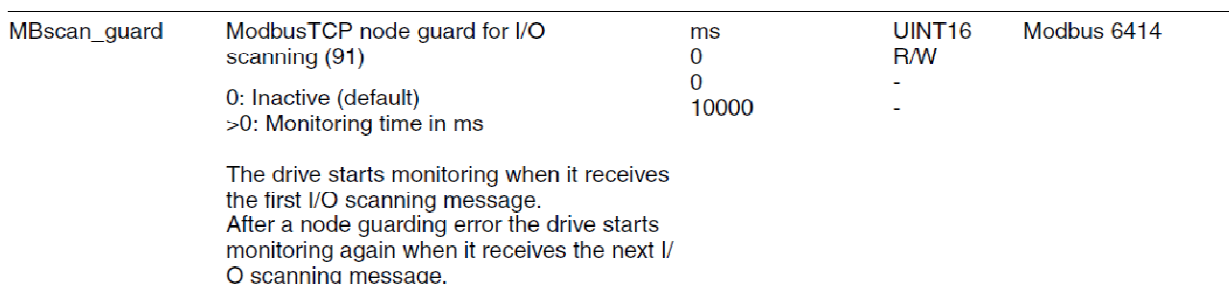 MBscan_guard ModbusTCP node guard for I/O ms UINT16 Modbus 6414
scanning (91) 0 R/W
0 -
0: Inactive (default) 10000 -
>0: Monitoring time in ms
The drive starts monitoring when it receives
the first I/O scanning message.
After a node guarding error the drive starts
monitoring again when it receives the next I/
O scanning message.